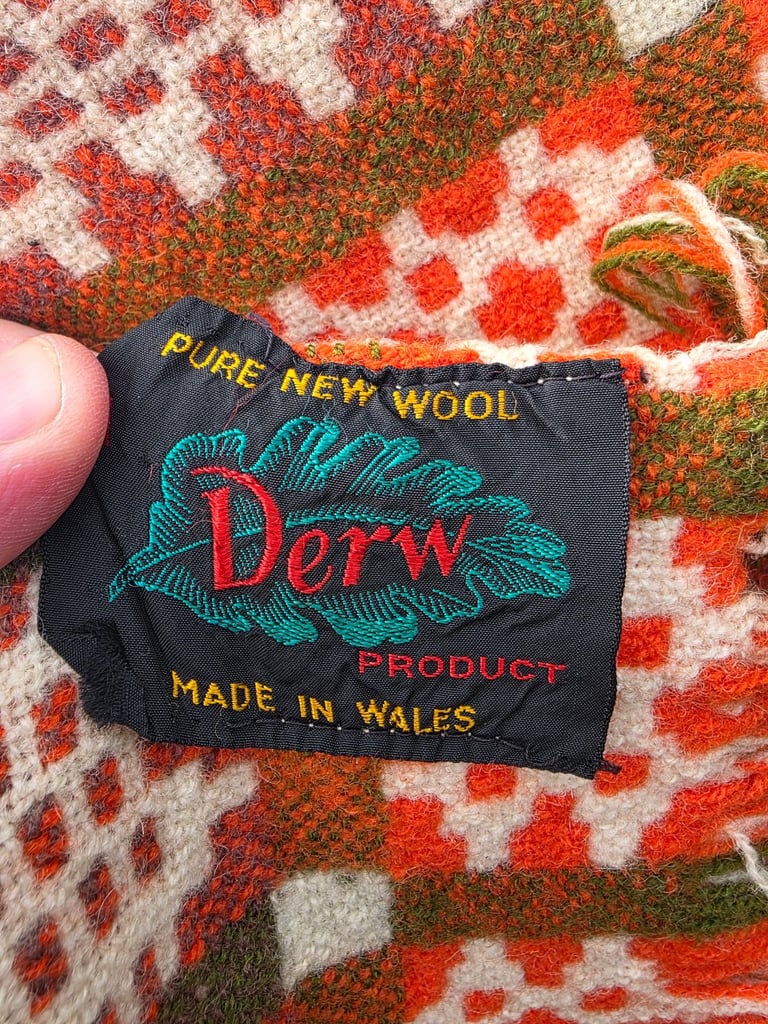 PURE NEW WOOL
Derw
PRODUCT
MADE IN WALES